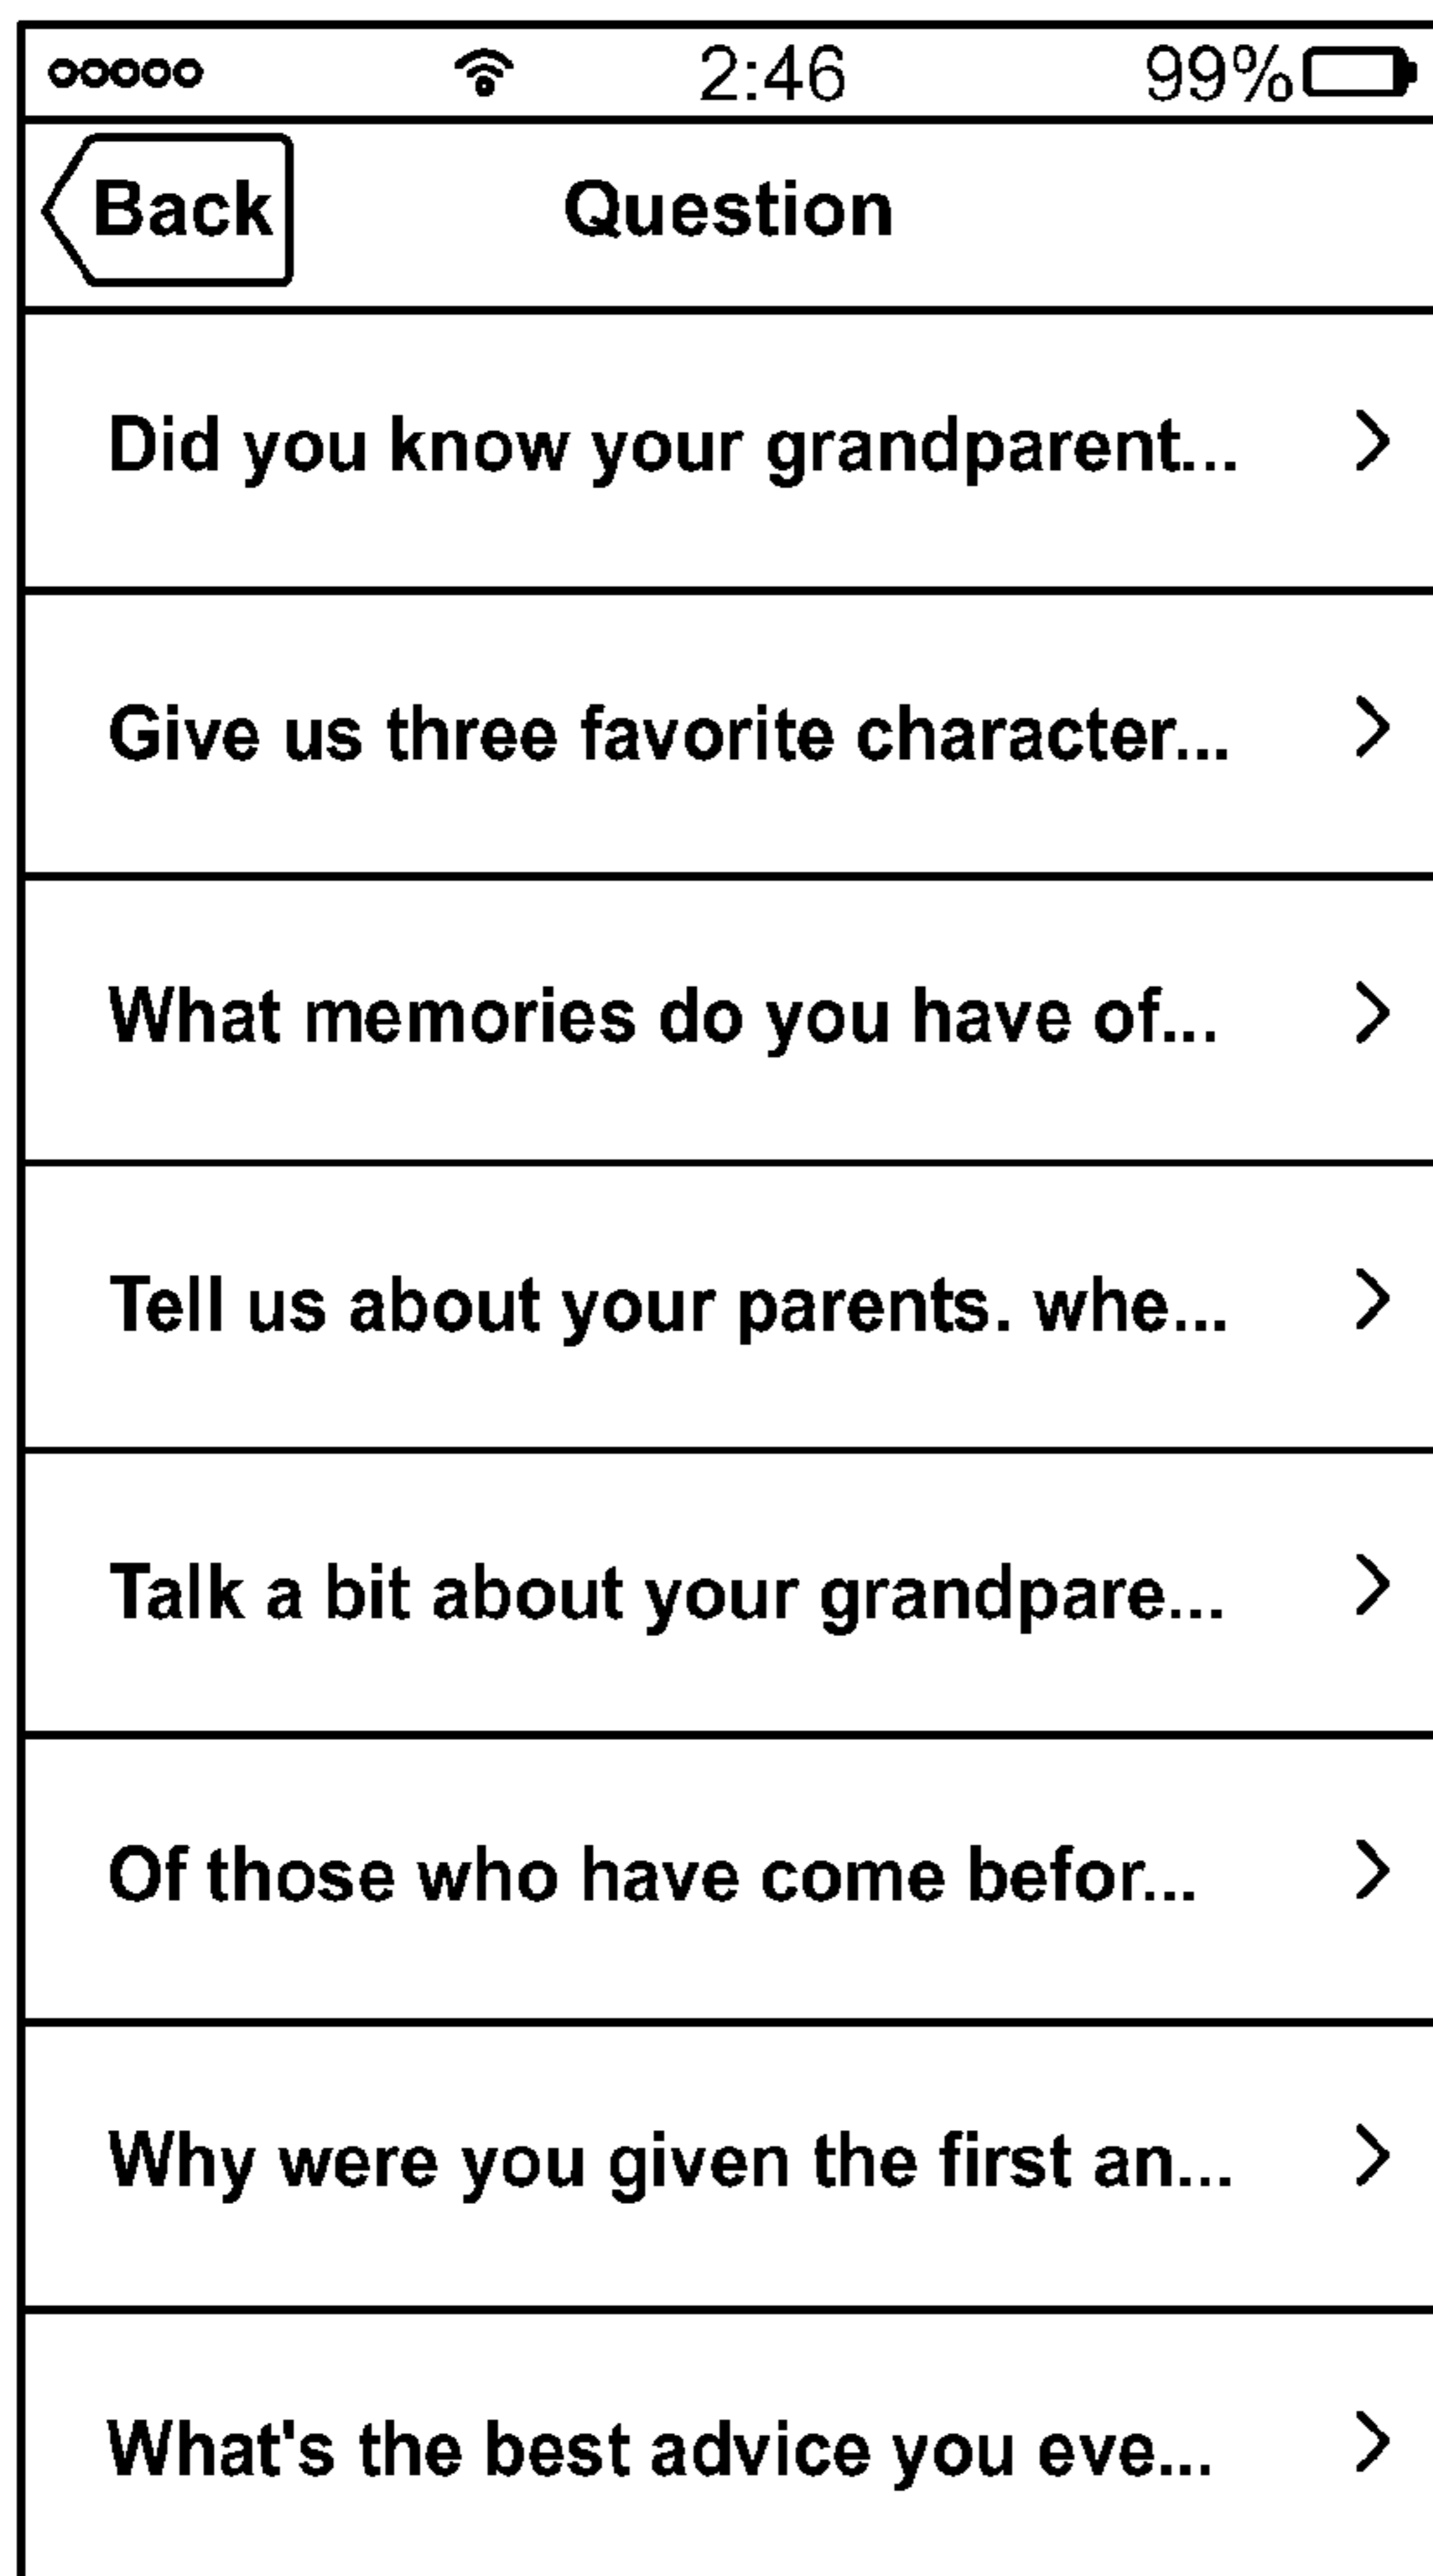 2:46 99%
Back Question
Did you know your grandparent...
Give us three favorite character...
What memories do you have of...
Tell us about your parents. whe...
Talk a bit about your grandpare...
Of those who have come befor...
Why were you given the first an...
What's the best advice you eve...